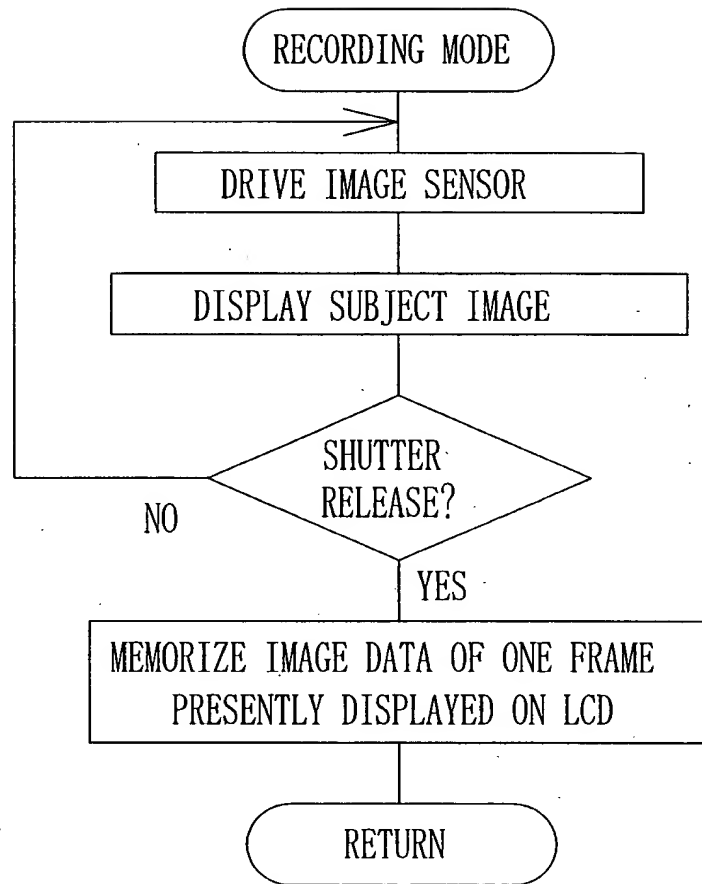 RECORDING MODE
DRIVE IMAGE SENSOR
DISPLAY SUBJECT IMAGE
SHUTTER
RELEASE?
NO
YES
MEMORIZE IMAGE DATA OF ONE FRAME
PRESENTLY DISPLAYED ON LCD
RETURN